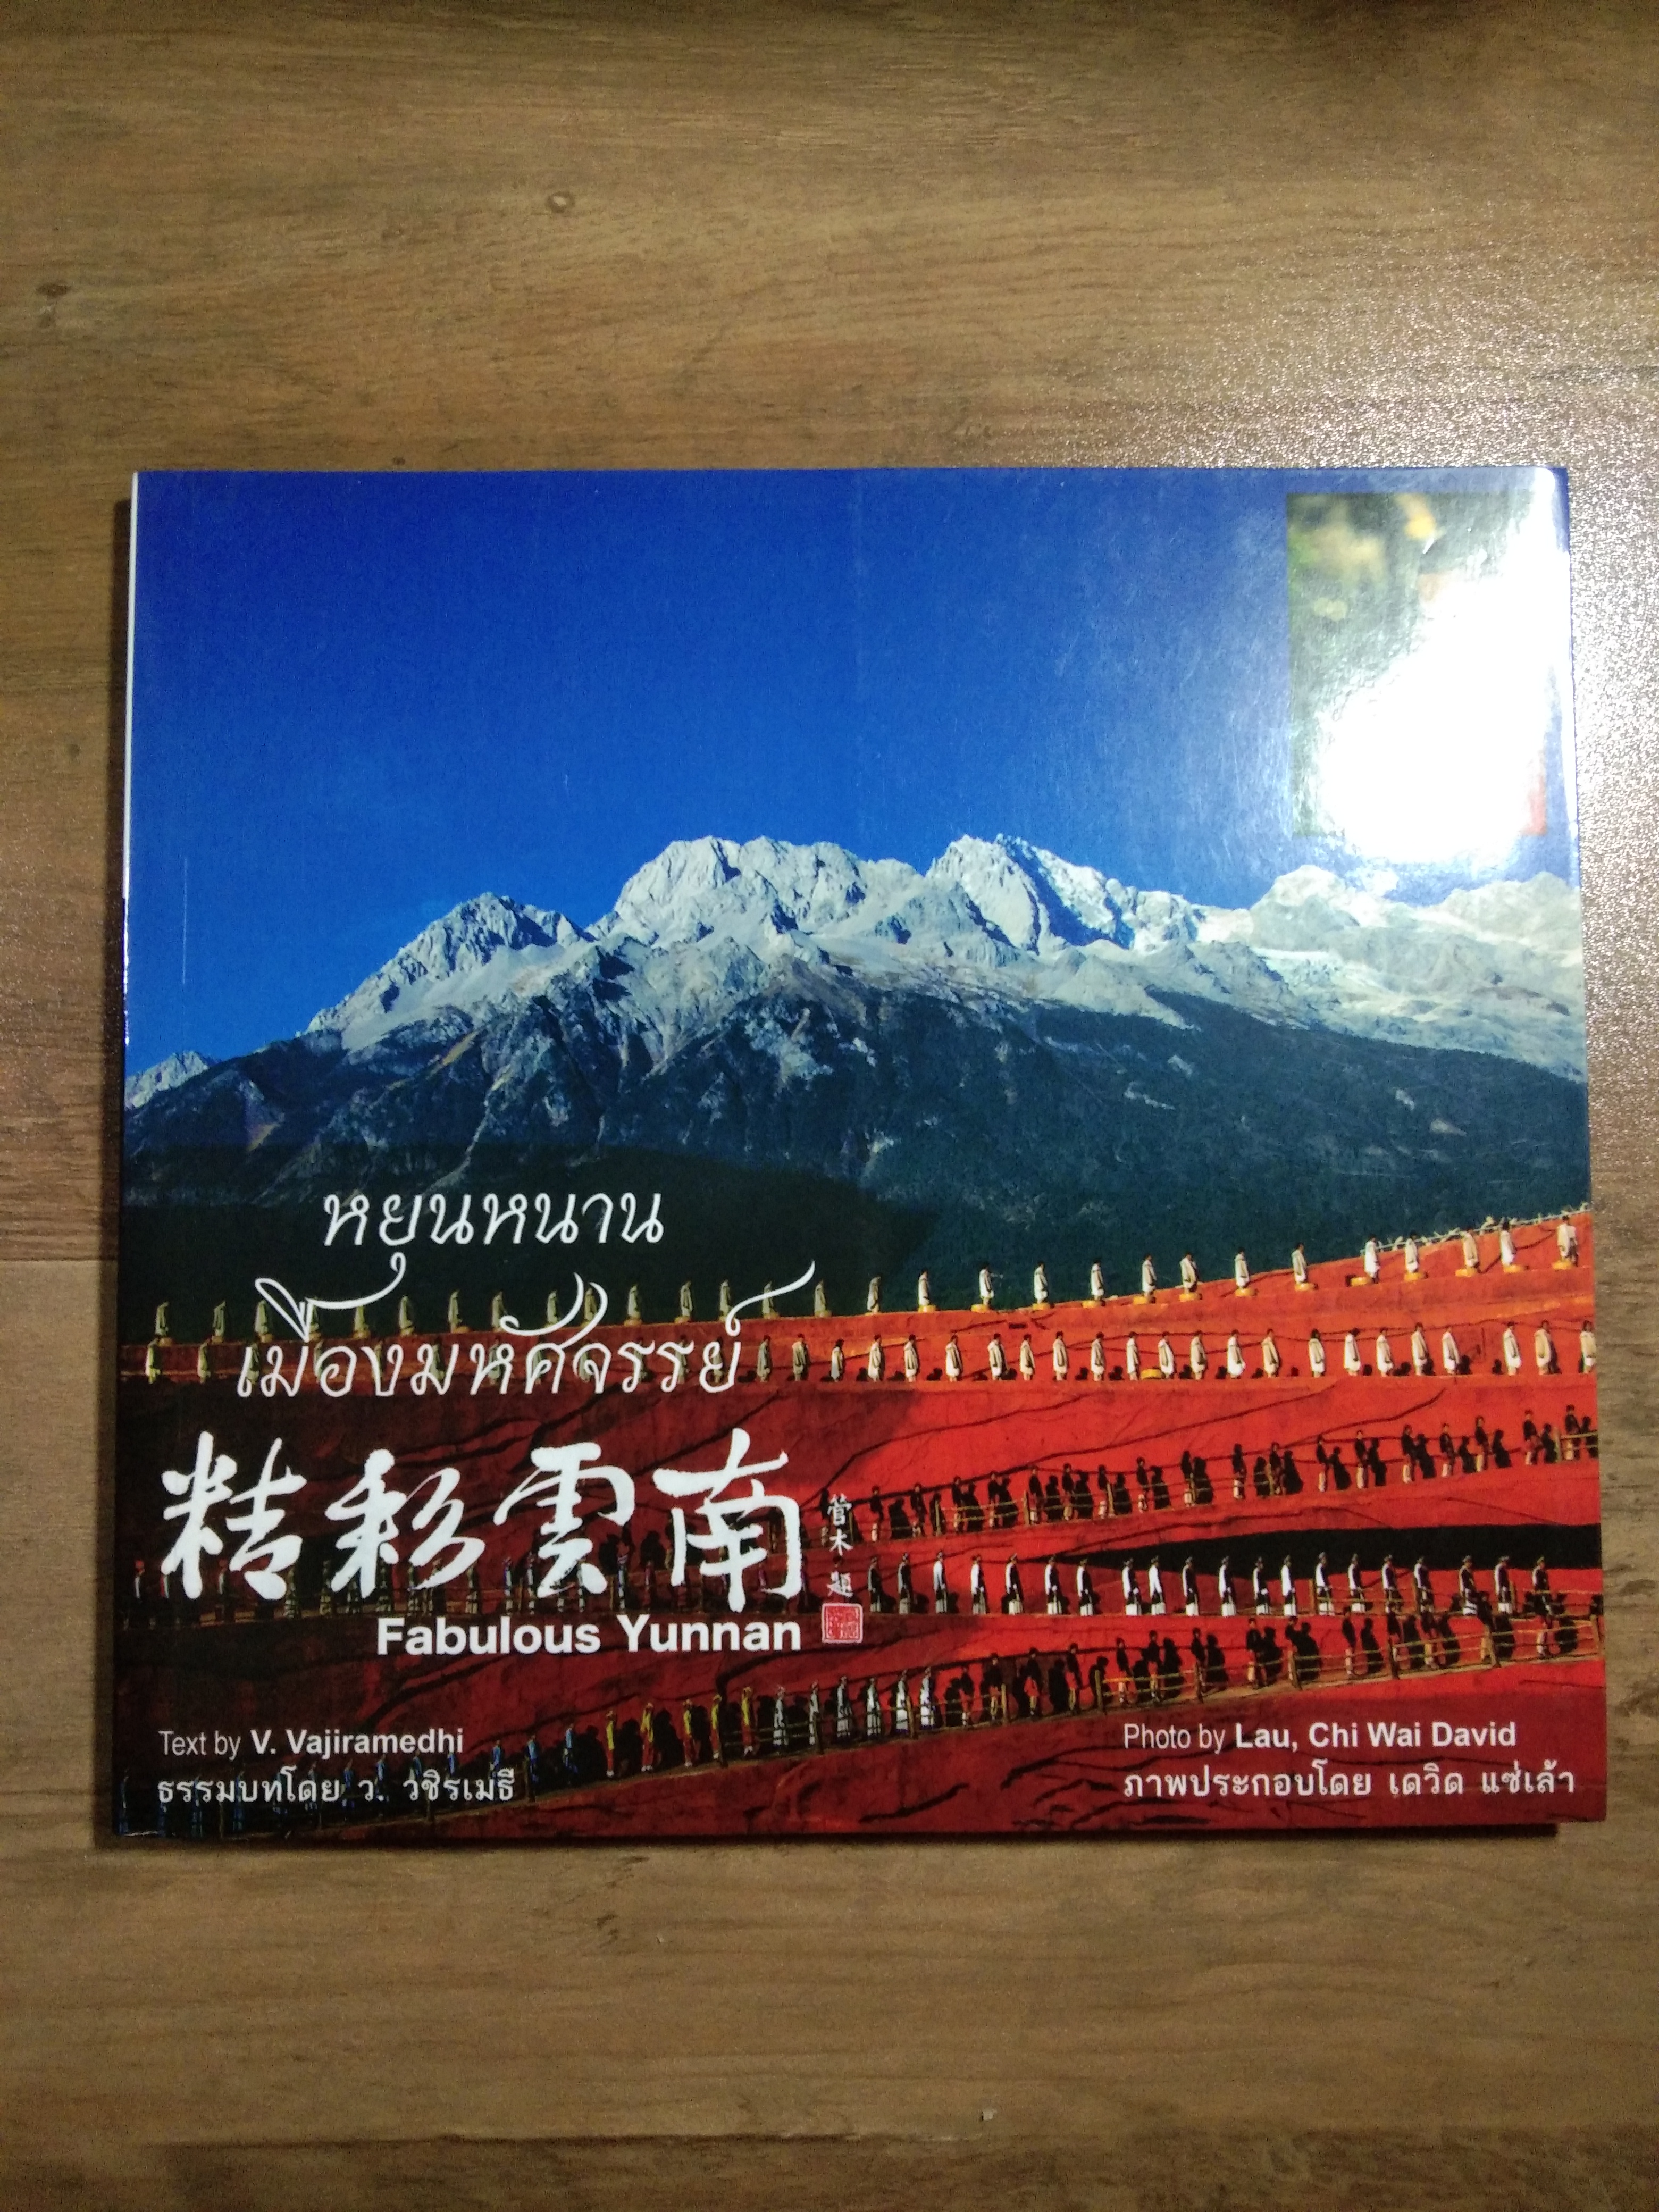 หยุนหนาน
เมืองมหัศจรรย์
精彩雲南
管木題
Fabulous Yunnan
Text by V. Vajiramedhi
ธรรมบทโดย ว. วชิรเมธี
Photo by Lau, Chi Wai David
ภาพประกอบโดย เดวิด แซ่เล้า